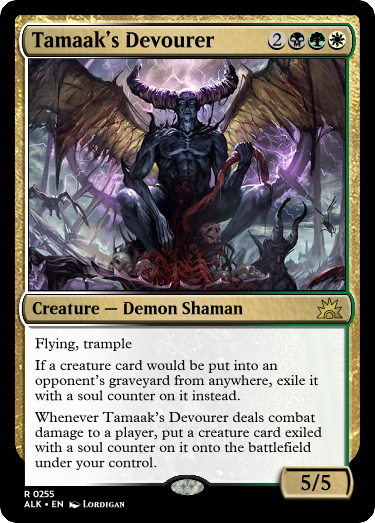 Tamaak's Devourer 2
Creature — Demon Shaman
Flying, trample
If a creature card would be put into an
opponent's graveyard from anywhere, exile it
with a soul counter on it instead.
Whenever Tamaak's Devourer deals combat
damage to a player, put a creature card exiled
with a soul counter on it onto the battlefield
under your control.
5/5
R 0255
ALK • EN Lordigan